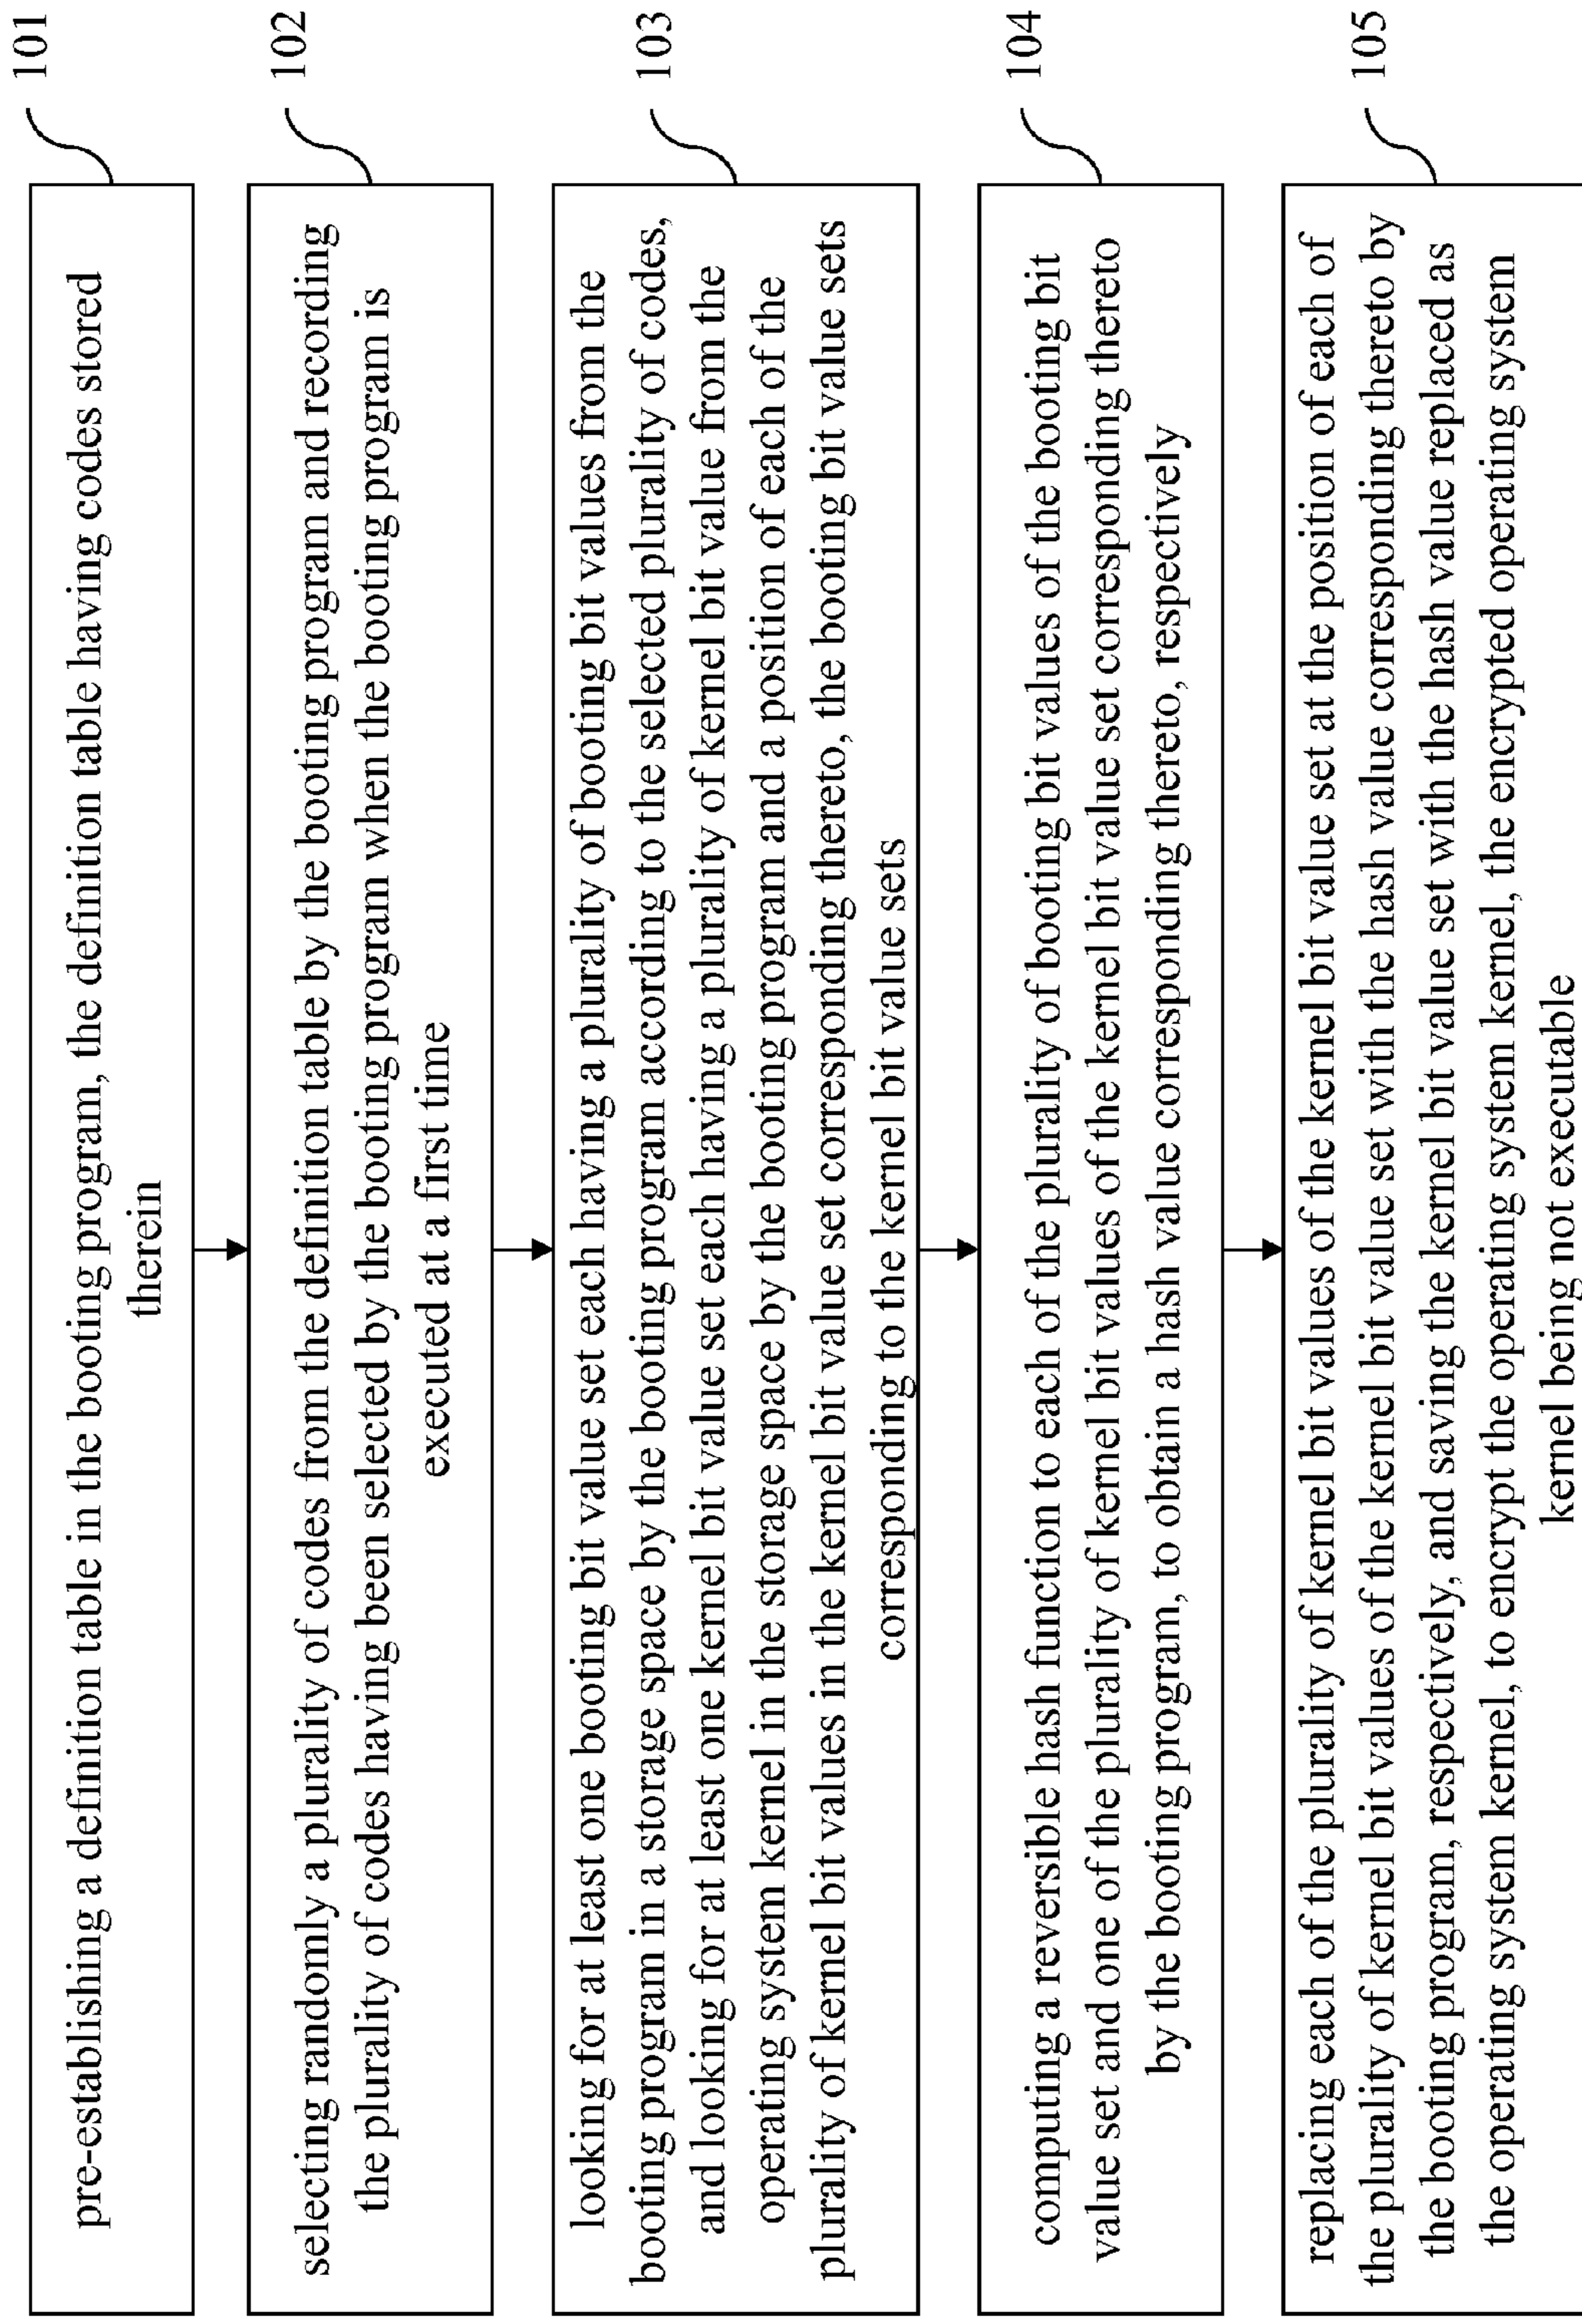 pre-establishing a definition table in the booting program, the definition table having codes stored
therein
101
selecting randomly a plurality of codes from the definition table by the booting program and recording
the plurality of codes having been selected by the booting program when the booting program is
executed at a first time
102
looking for at least one booting bit value set each having a plurality of booting bit values from the
booting program in a storage space by the booting program according to the selected plurality of codes,
and looking for at least one kernel bit value set each having a plurality of kernel bit value from the
operating system kernel in the storage space by the booting program and a position of each of the
plurality of kernel bit values in the kernel bit value set corresponding thereto, the booting bit value sets
corresponding to the kernel bit value sets
103
computing a reversible hash function to each of the plurality of booting bit values of the booting bit
value set and one of the plurality of kernel bit values of the kernel bit value set corresponding thereto
by the booting program, to obtain a hash value corresponding thereto, respectively
104
replacing each of the plurality of kernel bit values of the kernel bit value set at the position of each of
the plurality of kernel bit values of the kernel bit value set with the hash value corresponding thereto by
the booting program, respectively, and saving the kernel bit value set with the hash value replaced as
the operating system kernel, to encrypt the operating system kernel, the encrypted operating system
kernel being not executable
105